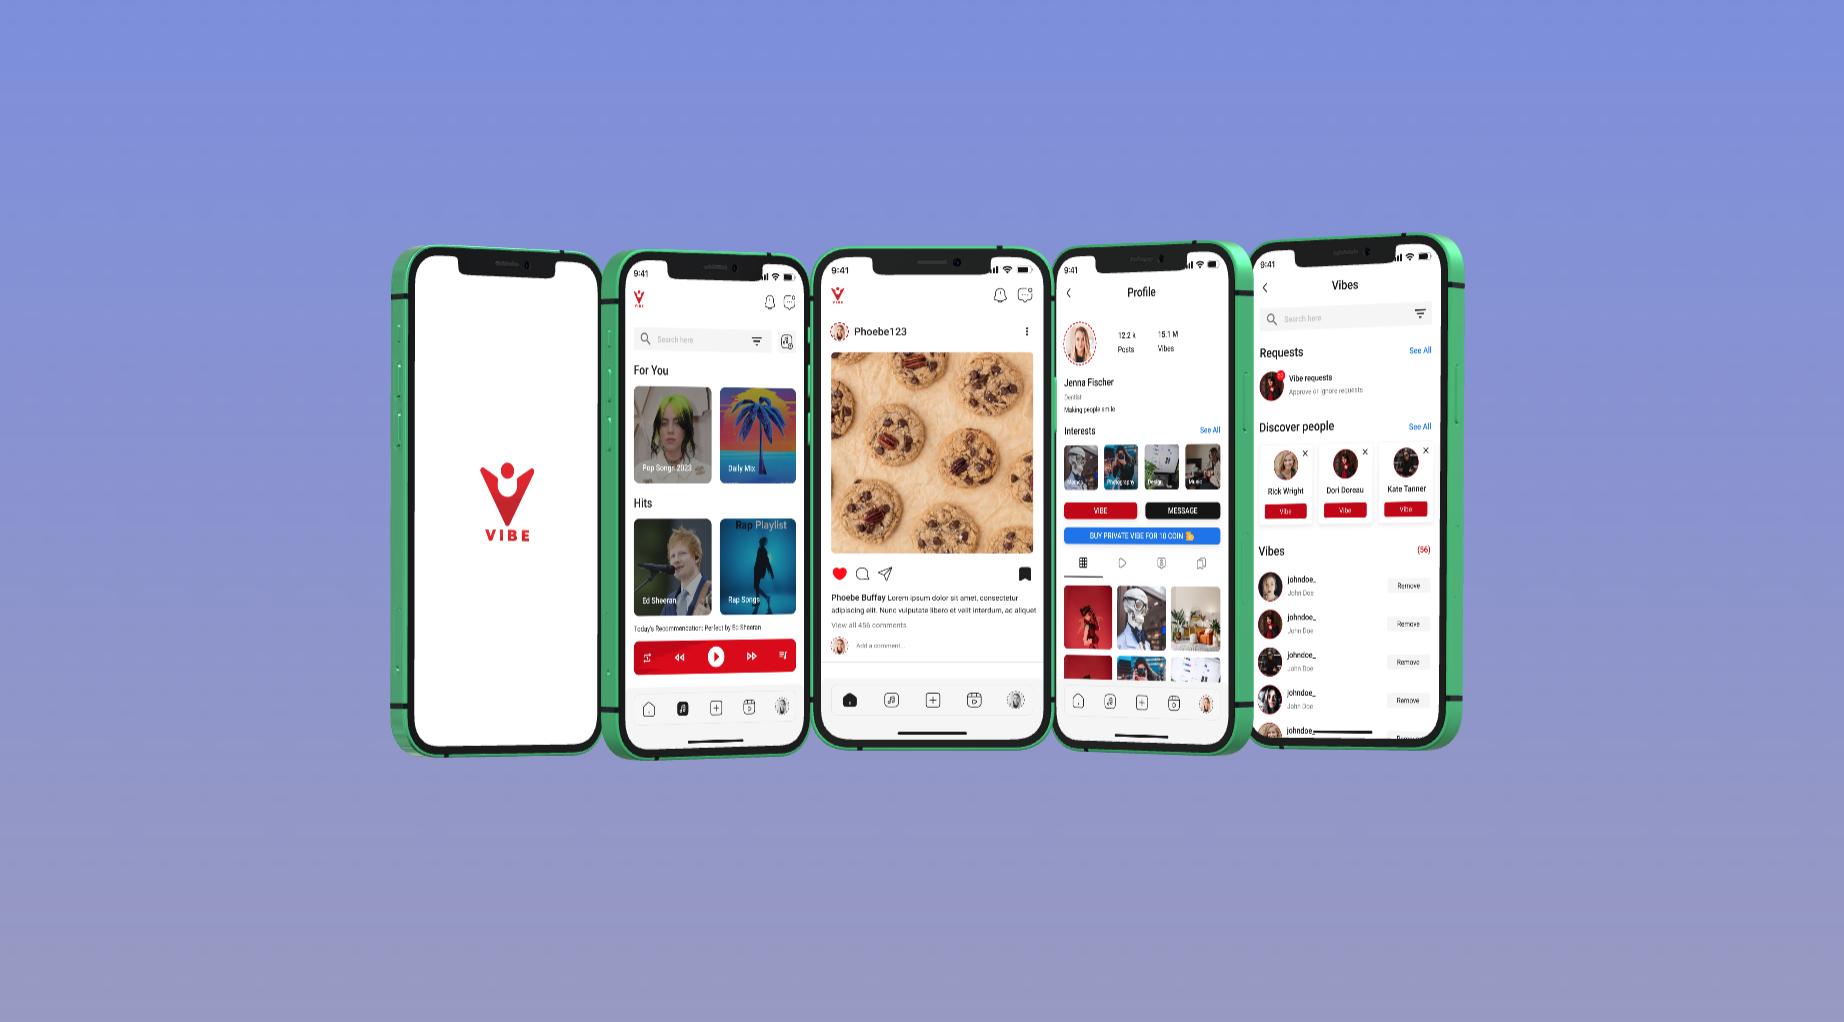 VIBE
9:41
VIBE
Search here
For You
Pop Songs 2023
Daily Mix
Hits
Rap Playlist
Ed Sheeran
Rap Songs
Today's Recommendation: Perfect by Ed Sheeran
9:41
VIBE
Phoebe123
Phoebe Buffay Lorem ipsum dolor sit amet, consectetur
adipiscing elit. Nunc vulputate libero et velit interdum, ac aliquet
View all 456 comments
Add a comment...
9:41
Profile
12.2 k
15.1 M
Posts
Vibes
Jenna Fischer
Dentist
Making people smile
Interests
See All
Photography
Design
Music
VIBE
MESSAGE
BUY PRIVATE VIBE FOR 10 COIN
9:41
Vibes
Search here
Requests
See All
Vibe requests
Approve or ignore requests
Discover people
See All
Rick Wright
Dori Doreau
Kate Tanner
Vibe
Vibe
Vibe
Vibes
(56)
johndoe_
John Doe
Remove
johndoe_
John Doe
Remove
johndoe_
John Doe
Remove
johndoe_
John Doe
Remove
johndoe_